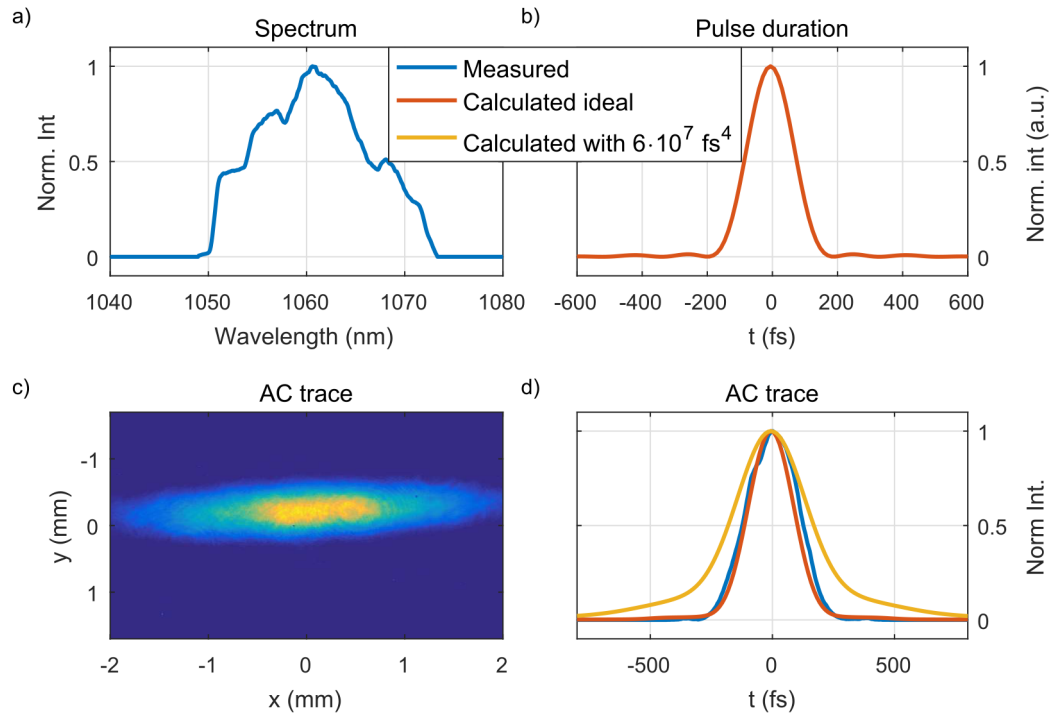 a)
Spectrum
1
0.5
0
Norm. Int
1040
1050
1060
1070
1080
Wavelength (nm)
b)
Pulse duration
Measured
Calculated ideal
Calculated with 6·10⁷ fs⁴
1
0.5
0
Norm. int (a.u.)
-600
-400
-200
0
200
400
600
t (fs)
c)
AC trace
-1
0
1
y (mm)
-2
-1
0
1
2
x (mm)
d)
AC trace
1
0.5
0
Norm Int.
-500
0
500
t (fs)